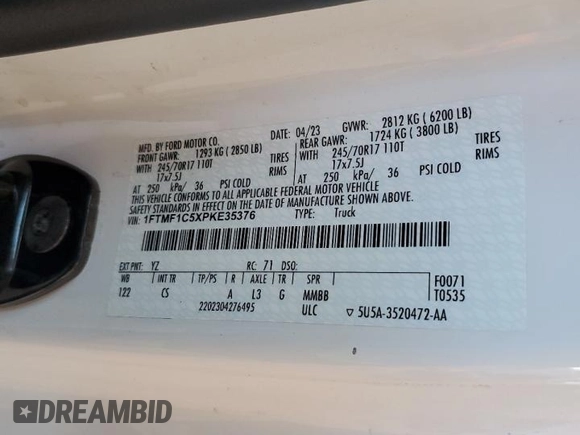 MFD. BY FORD MOTOR CO. 04/23 GVWR: 2812 KG ( 6200 LB)
FRONT GAWR: 1293 KG ( 2850 LB) REAR GAWR: 1724 KG ( 3800 LB)
WITH 245/70R17 110T TIRES WITH 245/70R17 110T TIRES
17x7.5J RIMS 17x7.5J RIMS
AT 250 kPa/ 36 PSI COLD AT 250 kPa/ 36 PSI COLD
THIS VEHICLE CONFORMS TO ALL APPLICABLE FEDERAL MOTOR VEHICLE
SAFETY STANDARDS IN EFFECT ON THE DATE OF MANUFACTURE SHOWN ABOVE.
VIN: 1FTMF1C5XPKE35376 TYPE: Truck
EXT PNT: YZ RC: 71 DSO:
WB INT TR TP/PS R AXLE TR SPR F0071
122 CS A L3 G MMBB T0535
2202304276495 ULC ▽ 5U5A-3520472-AA
DREAMBID